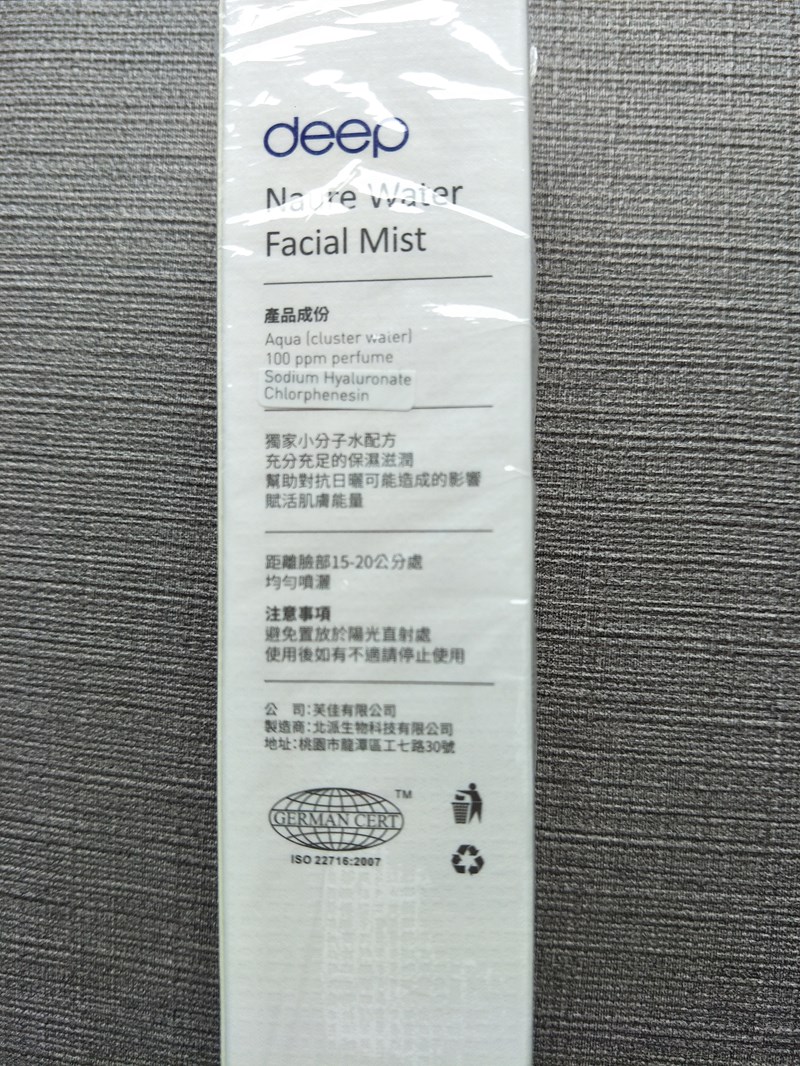 deep
Nature Water
Facial Mist
產品成份
Aqua (cluster water)
100 ppm perfume
Sodium Hyaluronate
Chlorphenesin
獨家小分子水配方
充分充足的保濕滋潤
幫助對抗日曬可能造成的影響
賦活肌膚能量
距離臉部15-20公分處
均勻噴灑
注意事項
避免置放於陽光直射處
使用後如有不適請停止使用
公　司:芙佳有限公司
製造商:北派生物科技有限公司
地址:桃園市龍潭區工七路30號
TM
GERMAN CERT
ISO 22716:2007